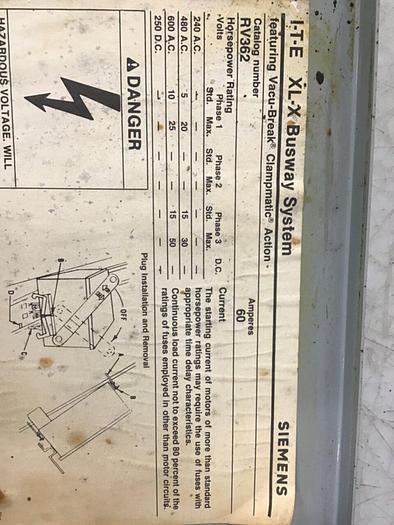 I-T-E XL-X Busway System
SIEMENS
featuring Vacu-Break® Clampmatic® Action
Catalog number
RV362
Amperes
60
Horsepower Rating
Volts Phase 1 Phase 2 Phase 3 D.C.
Std. Max. Std. Max. Std. Max.
240 A.C. — — — — — — —
480 A.C. 5 20 — — 15 30 —
600 A.C. 10 25 — — 15 50 —
250 D.C. — — — — — — —
Current
The starting current of motors of more than standard
horsepower ratings may require the use of fuses with
appropriate time delay characteristics.
Continuous load current not to exceed 80 percent of the
ratings of fuses employed in other than motor circuits.
DANGER
HAZARDOUS VOLTAGE. WILL
Plug Installation and Removal
OFF
A
B
B
C
D